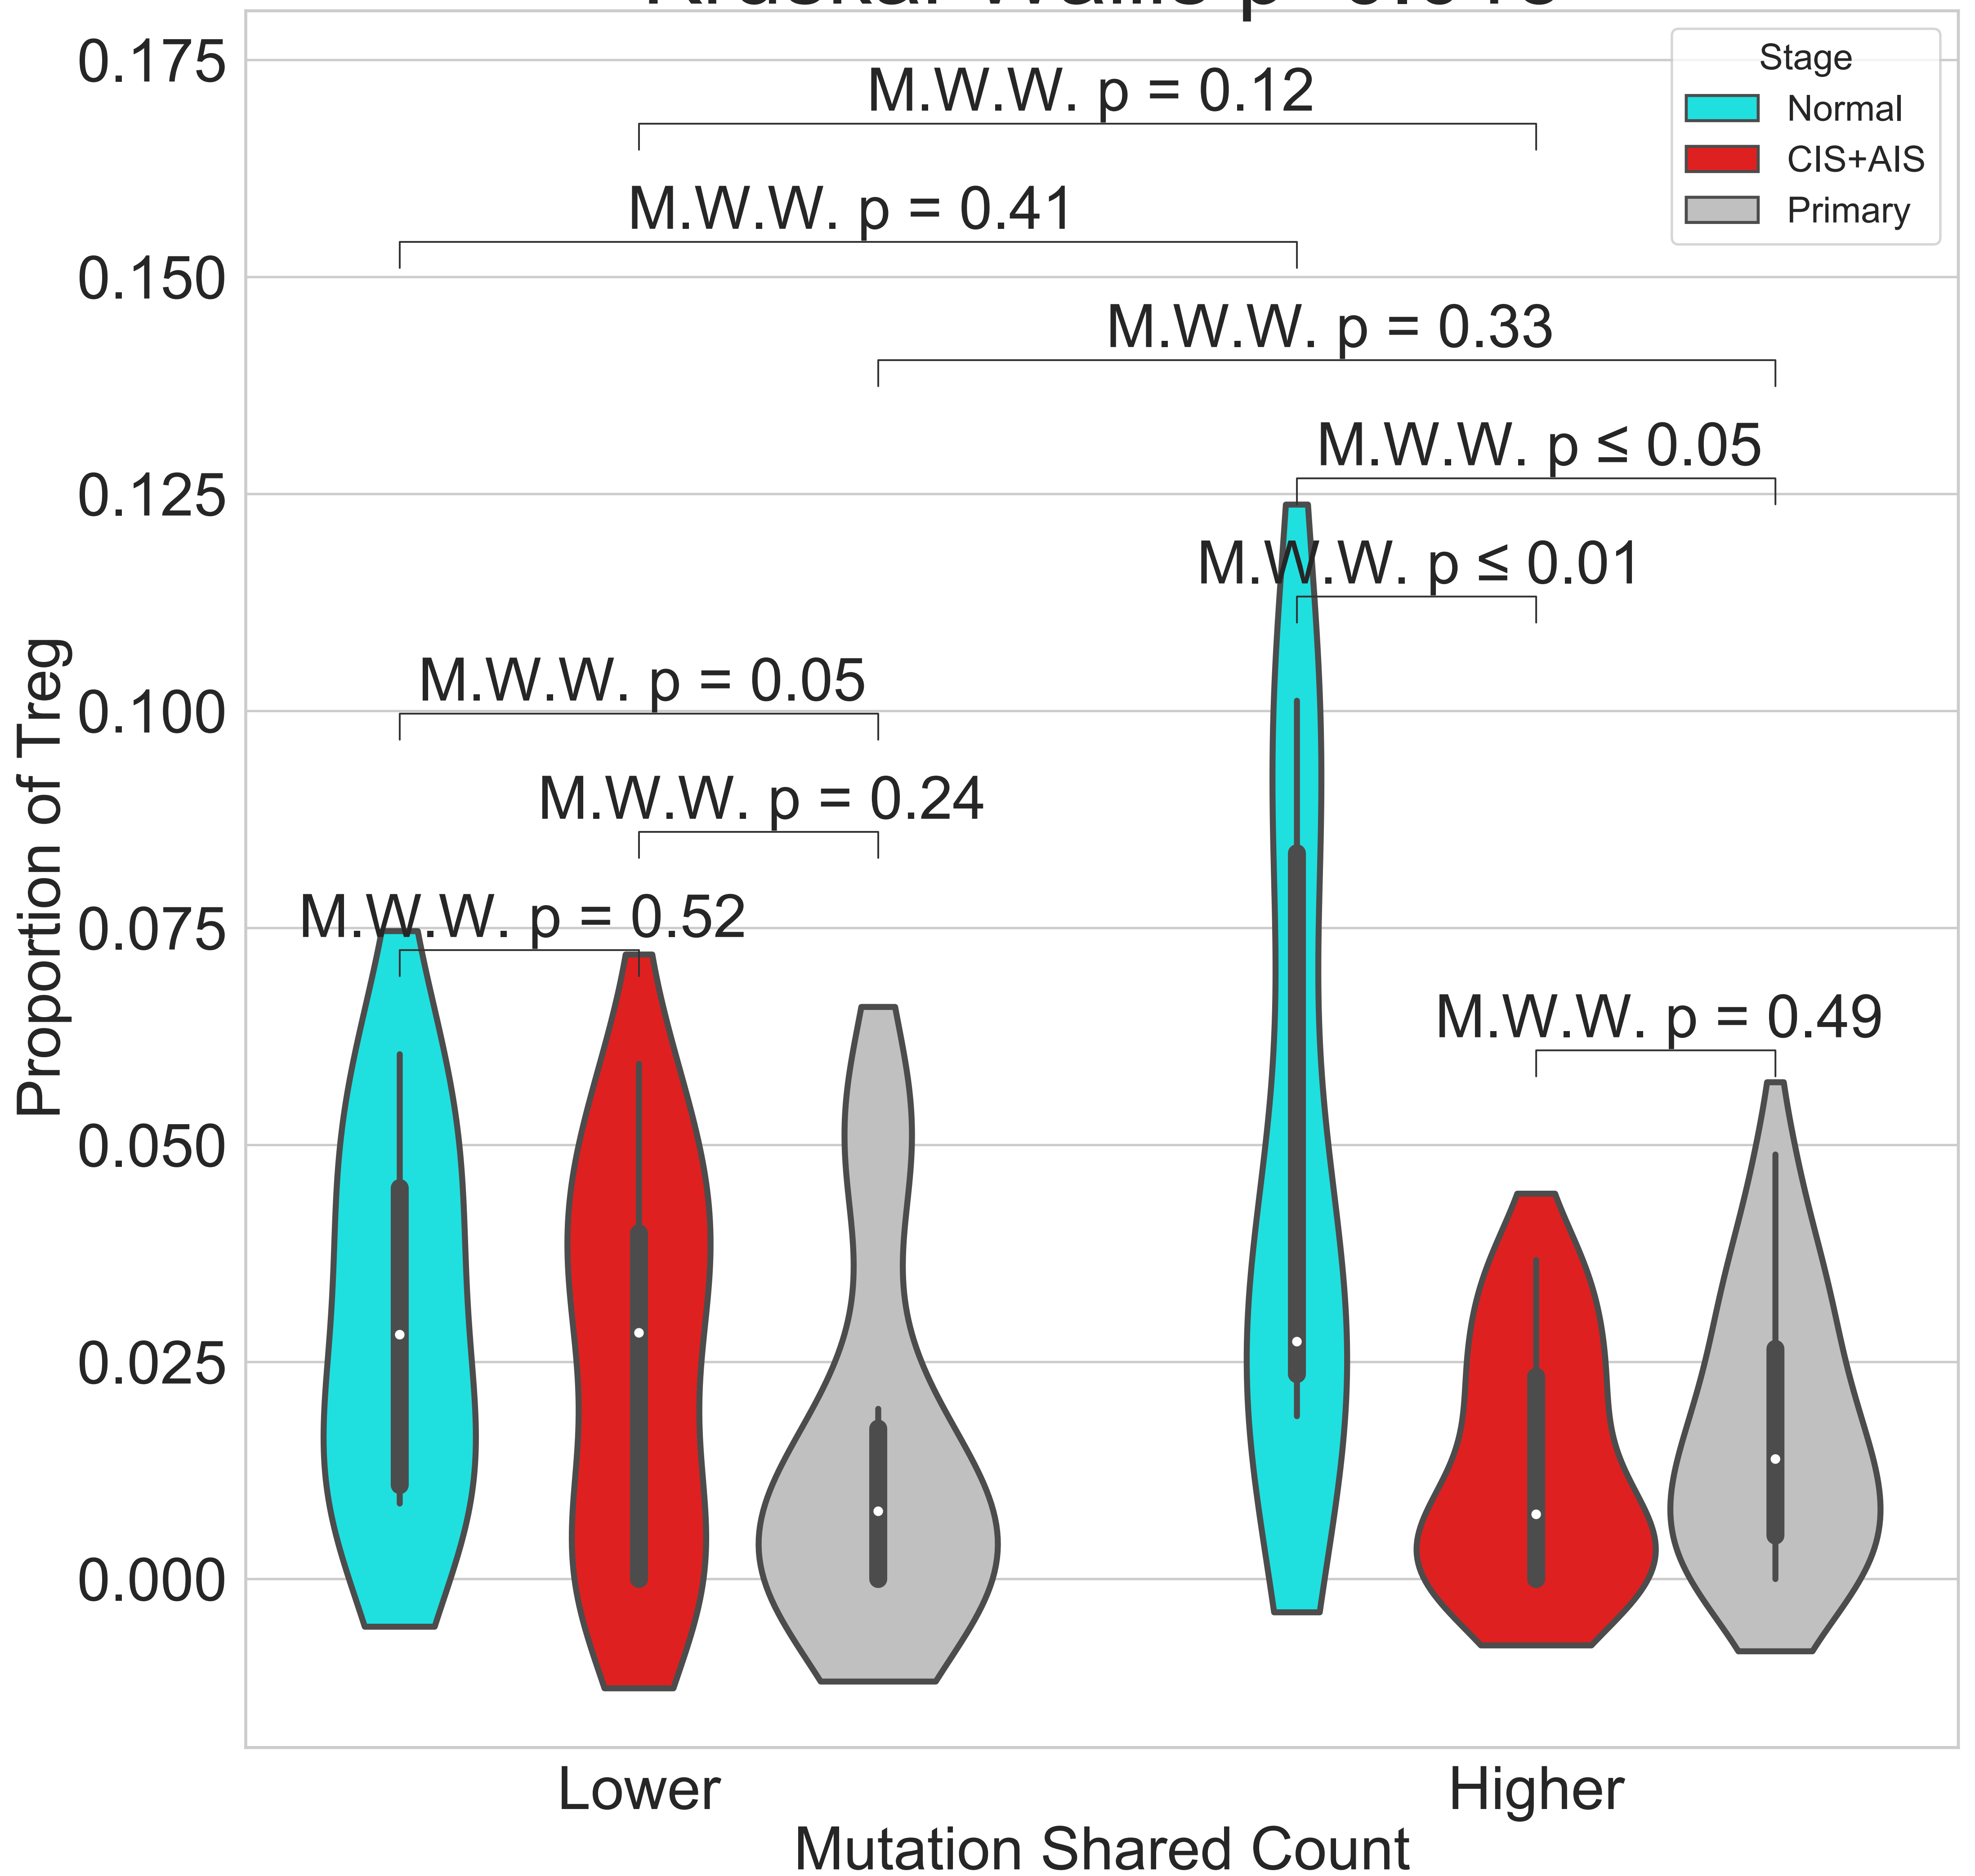 Stage
Normal
CIS+AIS
Primary
0.175
0.150
0.125
0.100
0.075
0.050
0.025
0.000
Proportion of Treg
M.W.W. p = 0.12
M.W.W. p = 0.41
M.W.W. p = 0.33
M.W.W. p ≤ 0.05
M.W.W. p ≤ 0.01
M.W.W. p = 0.05
M.W.W. p = 0.24
M.W.W. p = 0.52
M.W.W. p = 0.49
Lower
Higher
Mutation Shared Count